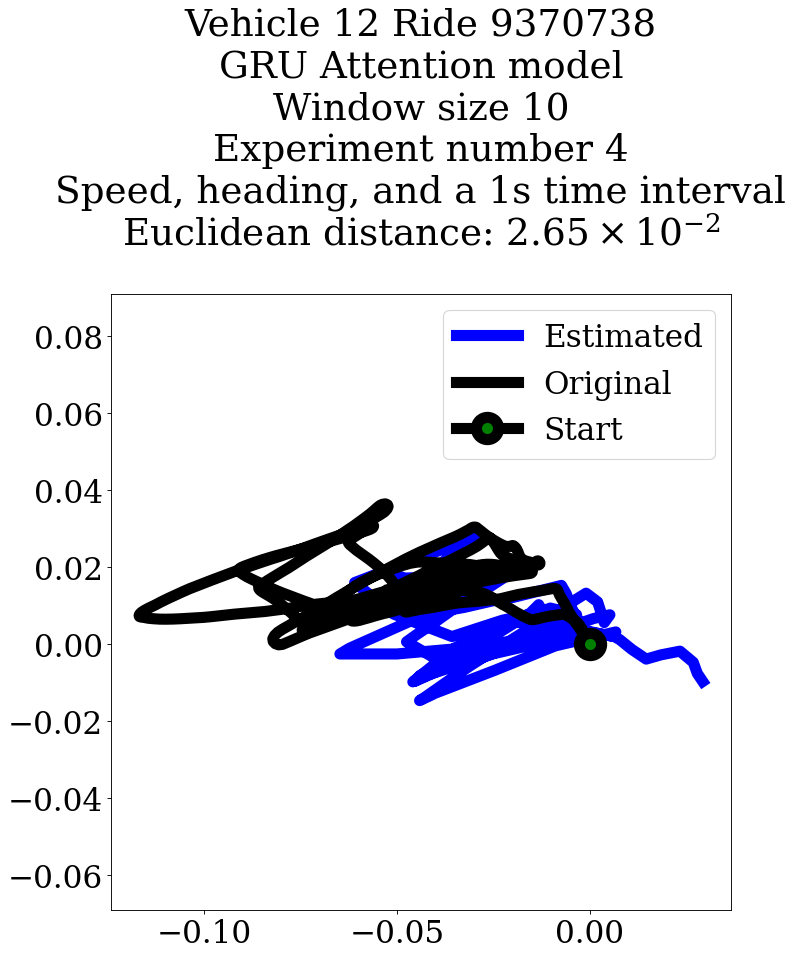 Vehicle 12 Ride 9370738
GRU Attention model
Window size 10
Experiment number 4
Speed, heading, and a 1s time interval
Euclidean distance: 2.65 × 10⁻²
Estimated
Original
Start
0.08
0.06
0.04
0.02
0.00
−0.02
−0.04
−0.06
−0.10 −0.05 0.00